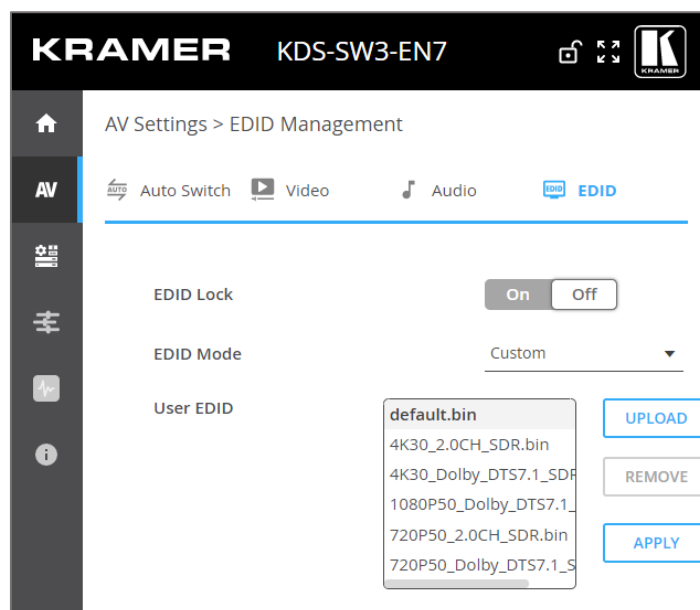 KRAMER KDS-SW3-EN7 KRAMER
AV Settings > EDID Management
AV AUTO Auto Switch Video Audio EDID EDID
EDID Lock On Off
EDID Mode Custom
User EDID
default.bin UPLOAD
4K30_2.0CH_SDR.bin
4K30_Dolby_DTS7.1_SDF REMOVE
1080P50_Dolby_DTS7.1_
720P50_2.0CH_SDR.bin APPLY
720P50_Dolby_DTS7.1_S